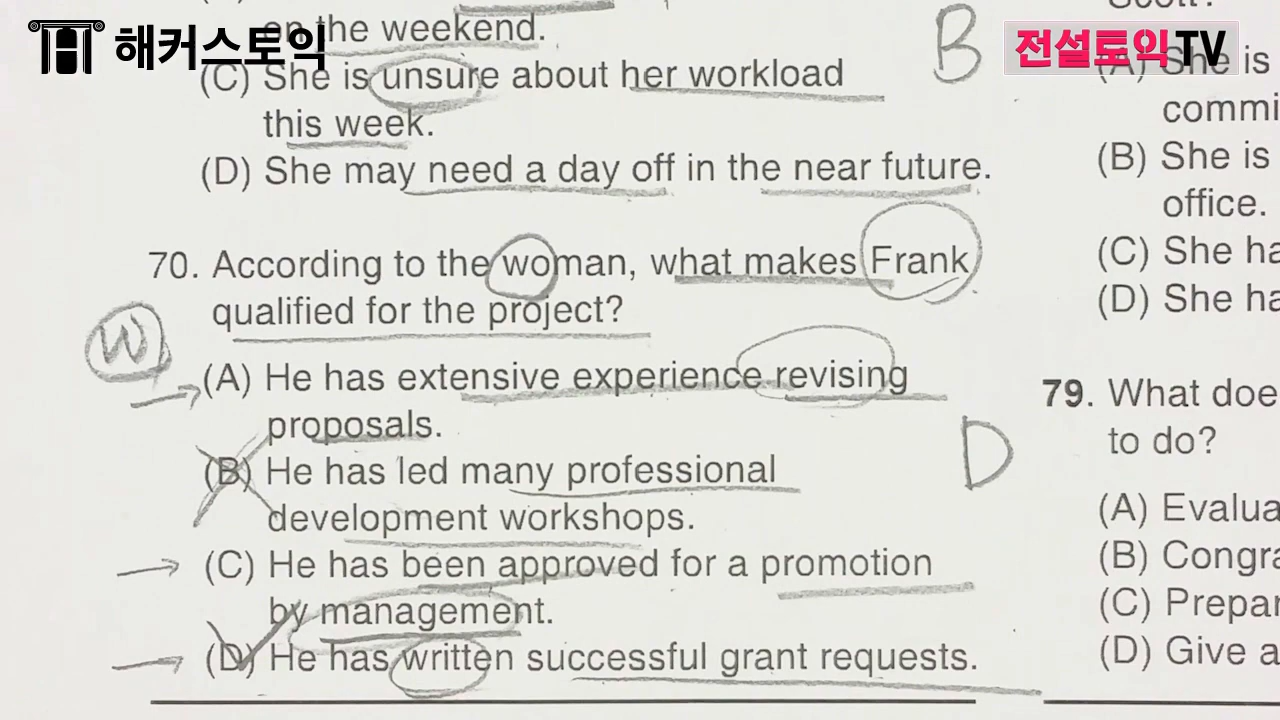 해커스토익
전설토익TV
on the weekend.
(C) She is unsure about her workload
this week.
(D) She may need a day off in the near future.
B
70. According to the woman, what makes Frank
qualified for the project?
W
(A) He has extensive experience revising
proposals.
(B) He has led many professional
development workshops.
(C) He has been approved for a promotion
by management.
(D) He has written successful grant requests.
D
(A) She is
commi
(B) She is
office.
(C) She ha
(D) She ha
79. What doe
to do?
(A) Evalua
(B) Congra
(C) Prepar
(D) Give a